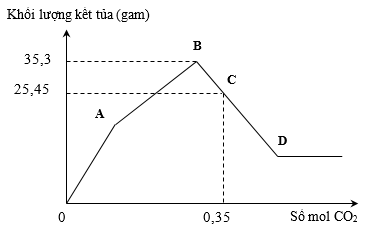 Khối lượng kết tủa (gam)
B
35,3
C
25,45
A
D
0
0,35
Số mol CO₂